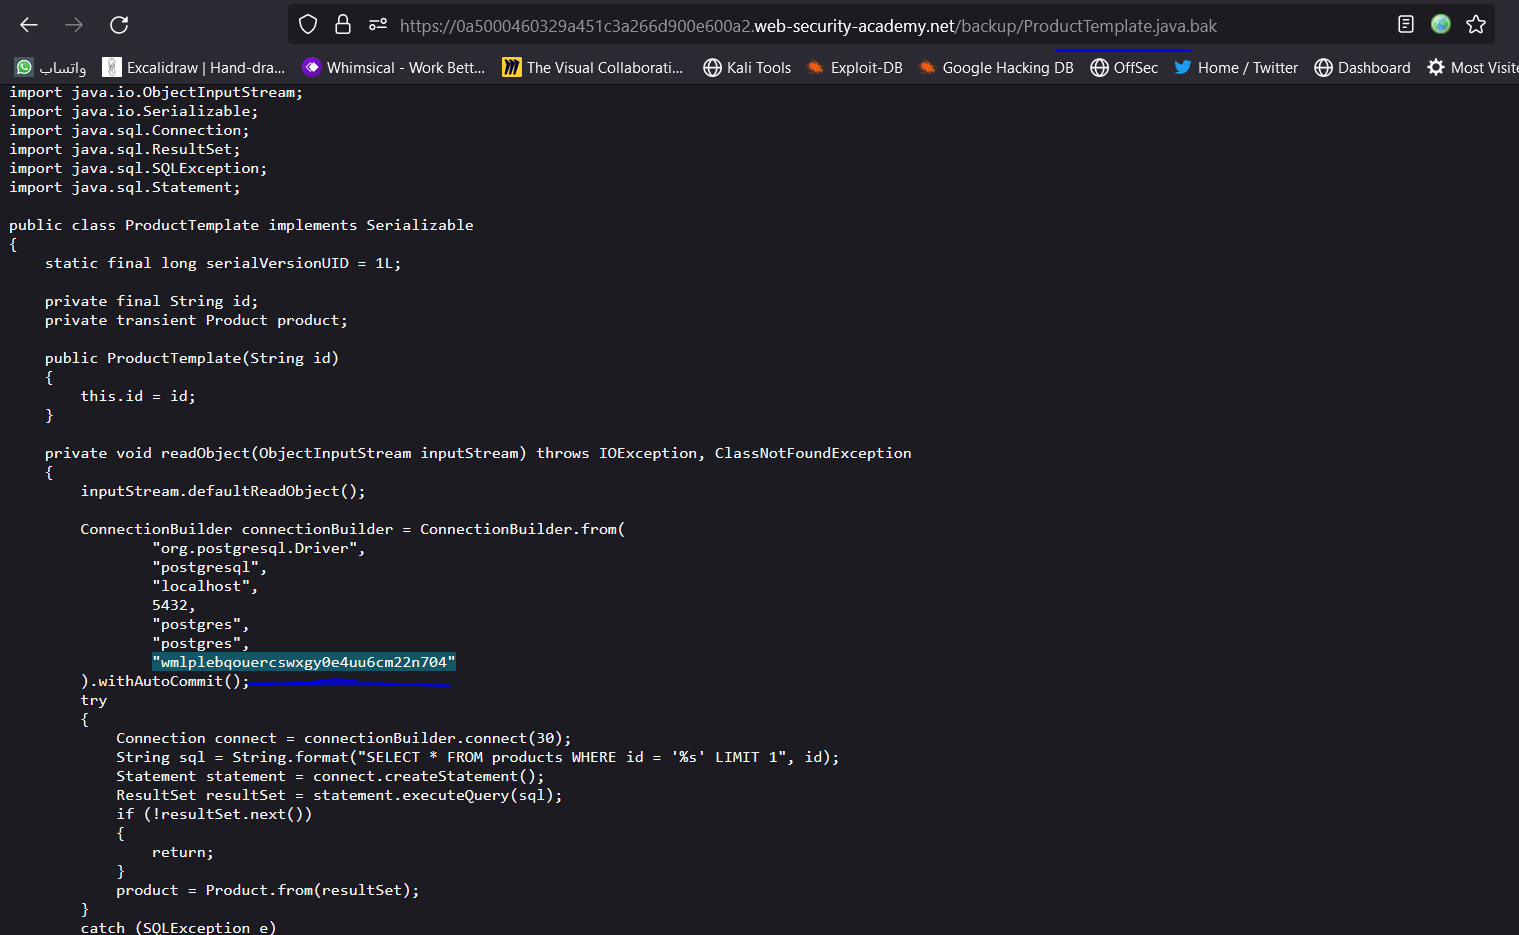 https://0a5000460329a451c3a266d900e600a2.web-security-academy.net/backup/ProductTemplate.java.bak
واتساب Excalidraw | Hand-dra... Whimsical - Work Bett... The Visual Collaborati... Kali Tools Exploit-DB Google Hacking DB OffSec Home / Twitter Dashboard Most Visite
import java.io.ObjectInputStream;
import java.io.Serializable;
import java.sql.Connection;
import java.sql.ResultSet;
import java.sql.SQLException;
import java.sql.Statement;
public class ProductTemplate implements Serializable
{
    static final long serialVersionUID = 1L;
    private final String id;
    private transient Product product;
    public ProductTemplate(String id)
    {
        this.id = id;
    }
    private void readObject(ObjectInputStream inputStream) throws IOException, ClassNotFoundException
    {
        inputStream.defaultReadObject();
        ConnectionBuilder connectionBuilder = ConnectionBuilder.from(
                "org.postgresql.Driver",
                "postgresql",
                "localhost",
                5432,
                "postgres",
                "postgres",
                "wmlplebqouercswxgy0e4uu6cm22n704"
        ).withAutoCommit();
        try
        {
            Connection connect = connectionBuilder.connect(30);
            String sql = String.format("SELECT * FROM products WHERE id = '%s' LIMIT 1", id);
            Statement statement = connect.createStatement();
            ResultSet resultSet = statement.executeQuery(sql);
            if (!resultSet.next())
            {
                return;
            }
            product = Product.from(resultSet);
        }
        catch (SQLException e)